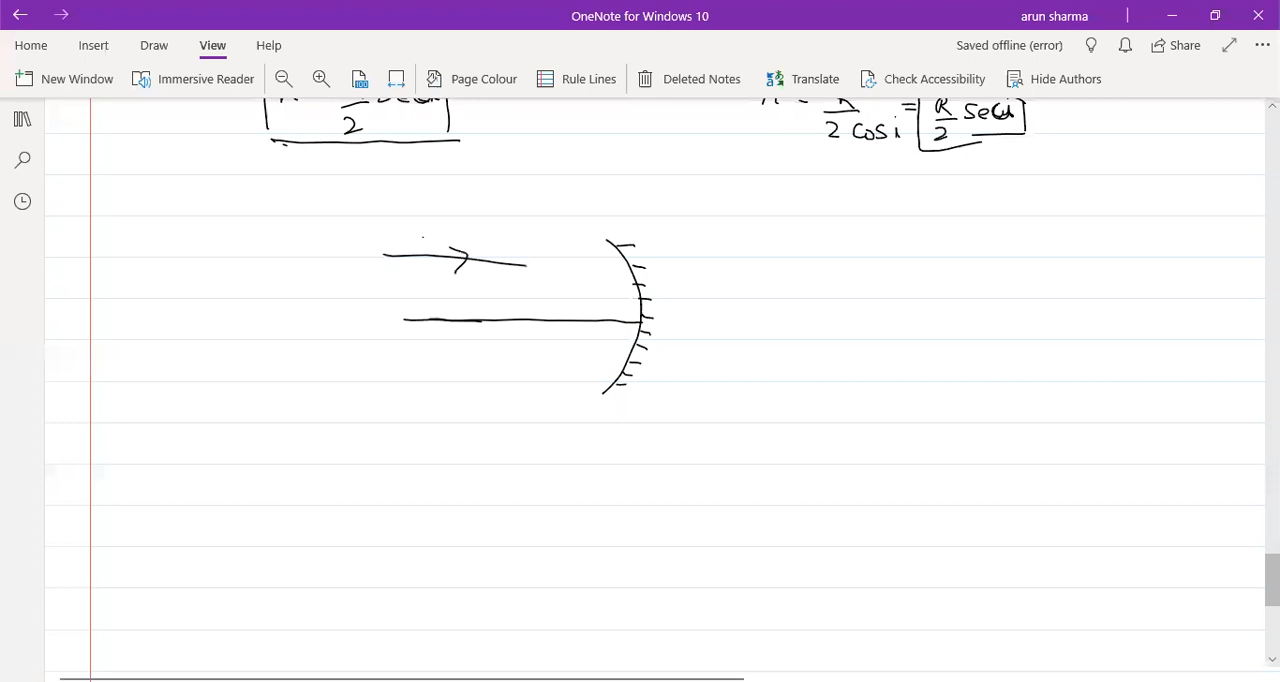 OneNote for Windows 10
arun sharma
Home Insert Draw View Help
Saved offline (error) Share
New Window Immersive Reader Page Colour Rule Lines Deleted Notes Translate Check Accessibility Hide Authors
2
R/2 cos i = R/2 sec i